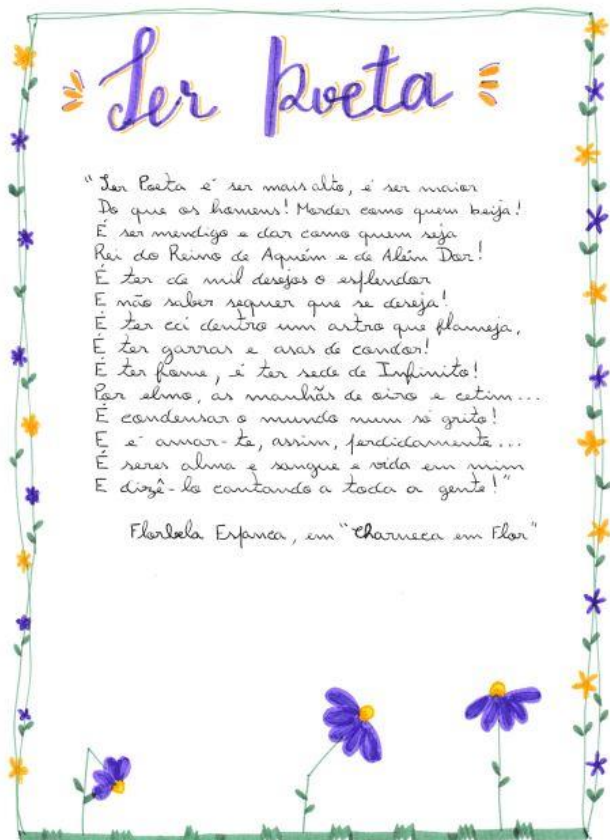 Ser Poeta
"Ser Poeta é ser mais alto, é ser maior
Do que os homens! Morder como quem beija!
É ser mendigo e dar como quem seja
Rei do Reino de Aquém e de Além Dor!
É ter de mil desejos o esplendor
E não saber sequer que se deseja!
É ter cá dentro um astro que flameja,
É ter garras e asas de condor!
É ter fome, é ter sede de Infinito!
Por elmo, as manhãs de oiro e cetim...
É condensar o mundo num só grito!
E é amar-te, assim, perdidamente...
É seres alma e sangue e vida em mim
E dizê-lo cantando a toda a gente!"
Florbela Espanca, em "Charneca em Flor"